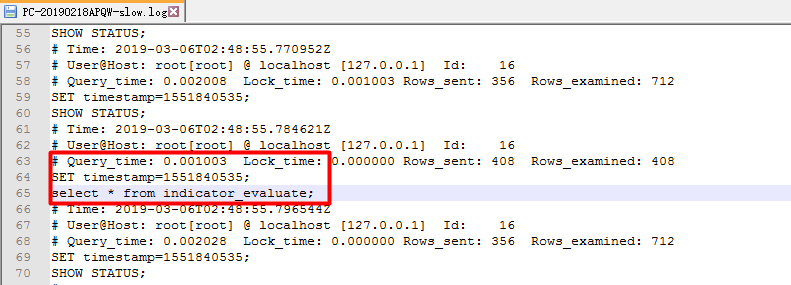 PC-20190218APQW-slow.log
55 SHOW STATUS;
56 # Time: 2019-03-06T02:48:55.770952Z
57 # User@Host: root[root] @ localhost [127.0.0.1]  Id:    16
58 # Query_time: 0.002008  Lock_time: 0.001003 Rows_sent: 356  Rows_examined: 712
59 SET timestamp=1551840535;
60 SHOW STATUS;
61 # Time: 2019-03-06T02:48:55.784621Z
62 # User@Host: root[root] @ localhost [127.0.0.1]  Id:    16
63 # Query_time: 0.001003  Lock_time: 0.000000 Rows_sent: 408  Rows_examined: 408
64 SET timestamp=1551840535;
65 select * from indicator_evaluate;
66 # Time: 2019-03-06T02:48:55.796544Z
67 # User@Host: root[root] @ localhost [127.0.0.1]  Id:    16
68 # Query_time: 0.002028  Lock_time: 0.000000 Rows_sent: 356  Rows_examined: 712
69 SET timestamp=1551840535;
70 SHOW STATUS;